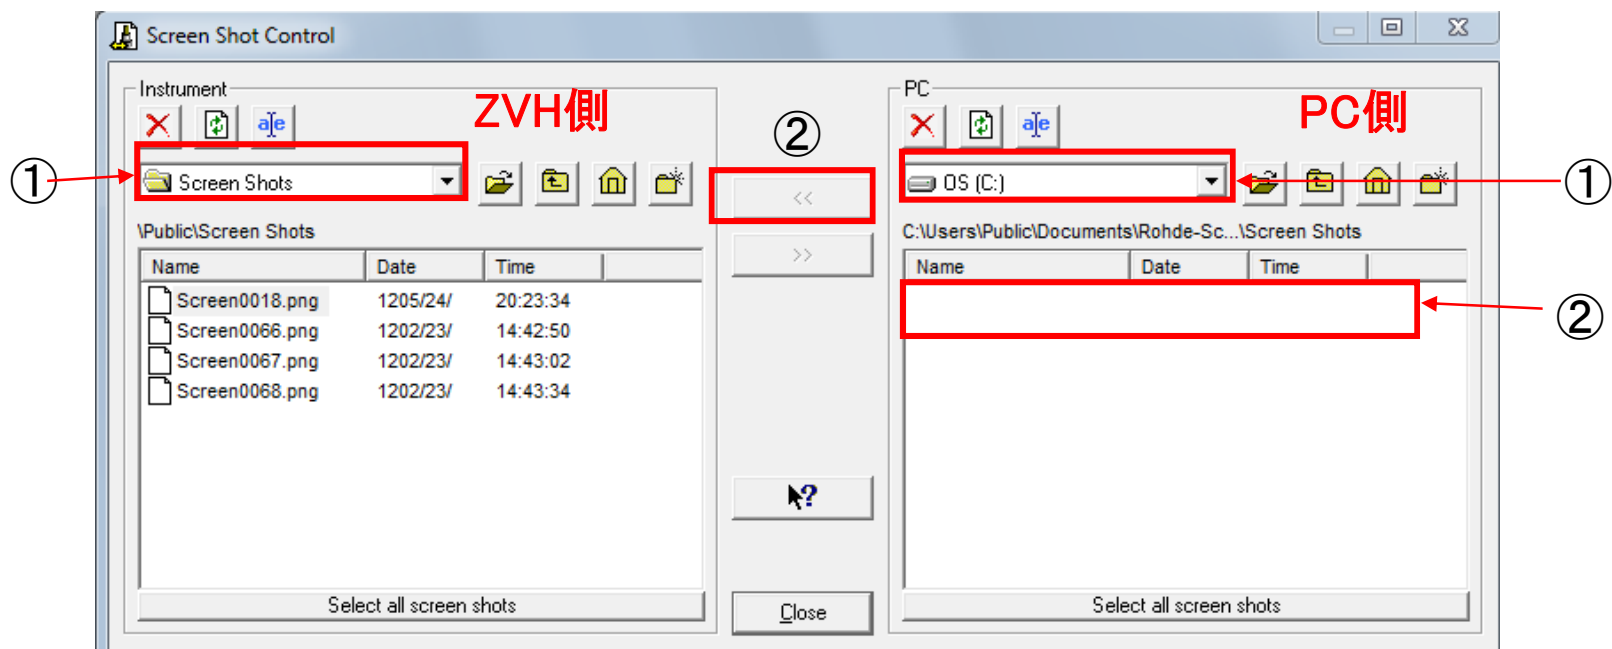 Screen Shot Control
Instrument
ZVH側
a]e
①
Screen Shots
\Public\Screen Shots
Name Date Time
Screen0018.png 1205/24/ 20:23:34
Screen0066.png 1202/23/ 14:42:50
Screen0067.png 1202/23/ 14:43:02
Screen0068.png 1202/23/ 14:43:34
Select all screen shots
②
<<
>>
?
Close
PC
PC側
a]e
OS (C:)
①
C:\Users\Public\Documents\Rohde-Sc...\Screen Shots
Name Date Time
②
Select all screen shots